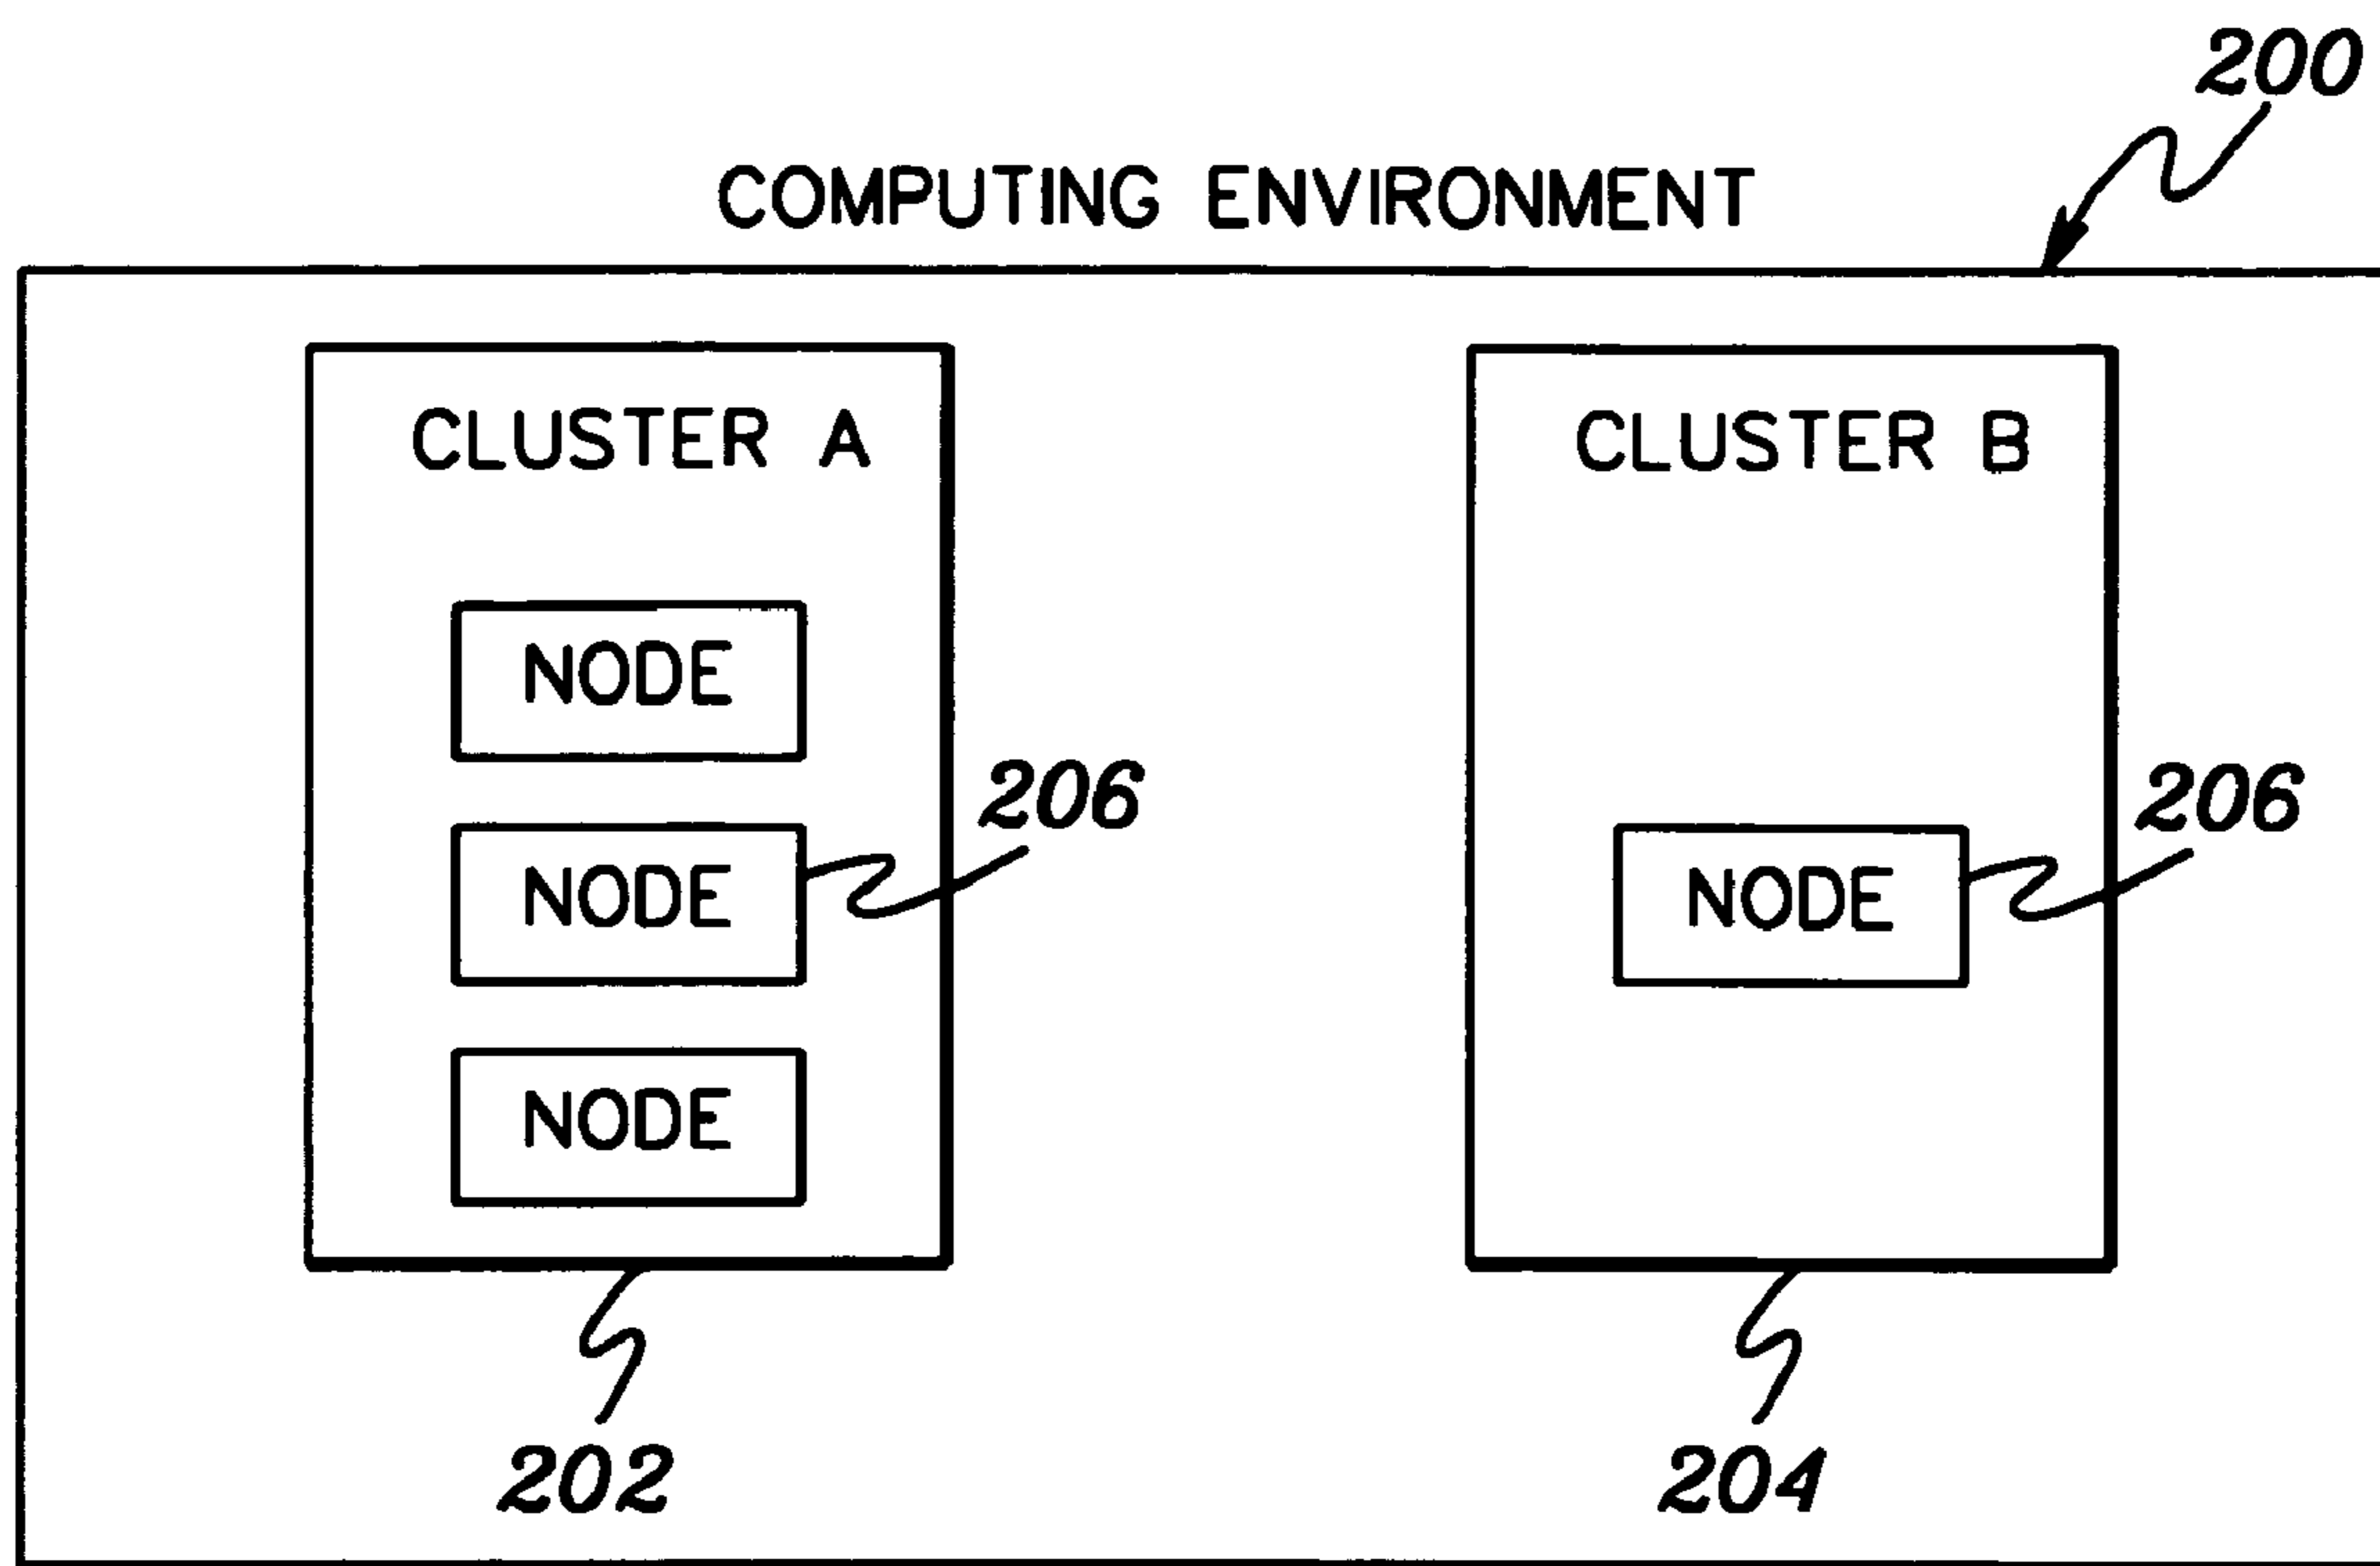 200
COMPUTING ENVIRONMENT
CLUSTER A
CLUSTER B
NODE
206
206
NODE
NODE
NODE
202
204